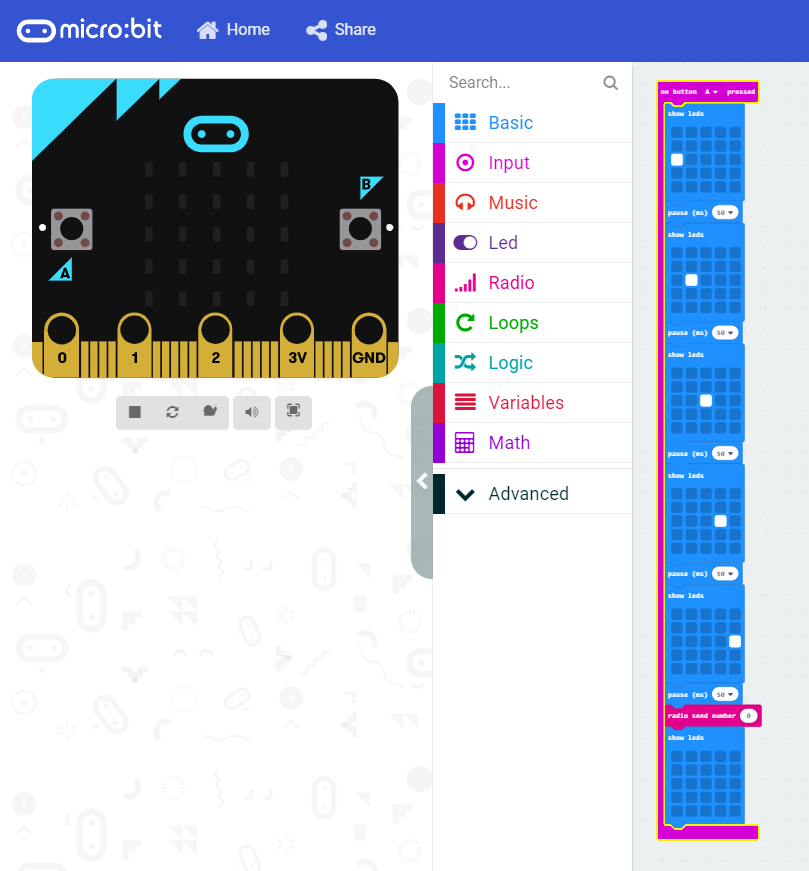 micro:bit Home Share
Search...
Basic
Input
Music
Led
Radio
Loops
Logic
Variables
Math
Advanced
B
A
0 1 2 3V GND
on button A pressed
show leds
pause (ms) 50
show leds
pause (ms) 50
show leds
pause (ms) 50
show leds
pause (ms) 50
show leds
pause (ms) 50
radio send number 0
show leds